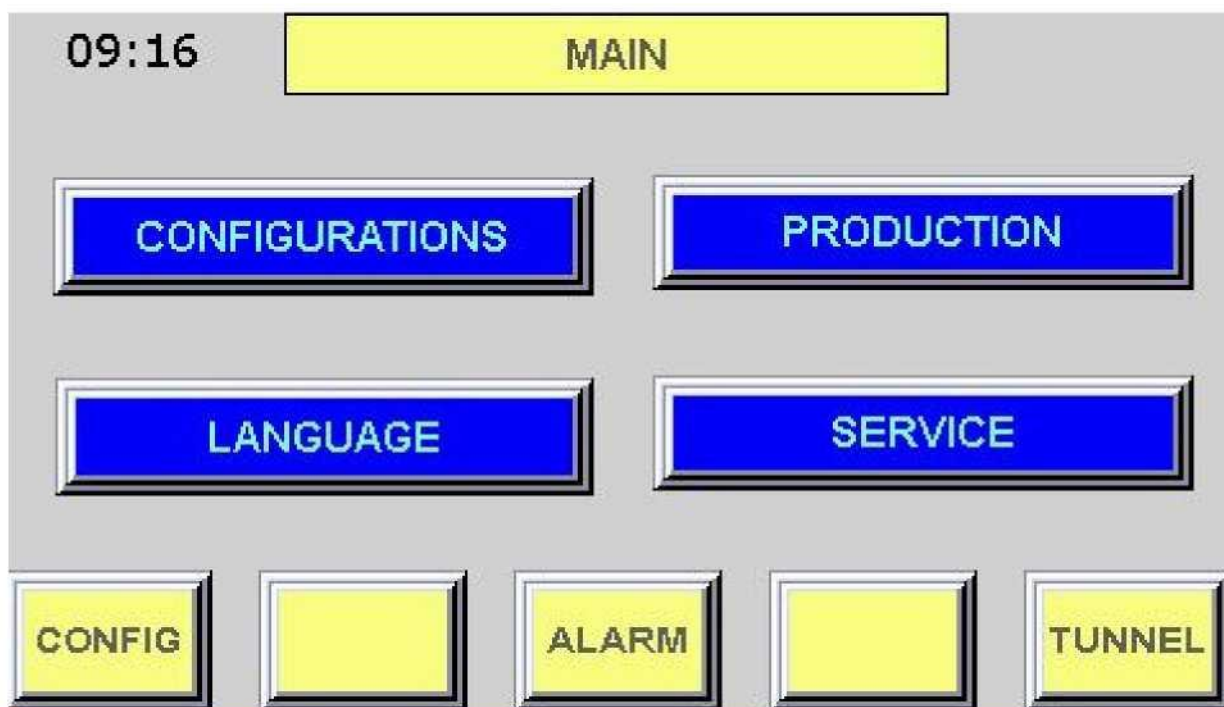 09:16
MAIN
CONFIGURATIONS
PRODUCTION
LANGUAGE
SERVICE
CONFIG
ALARM
TUNNEL